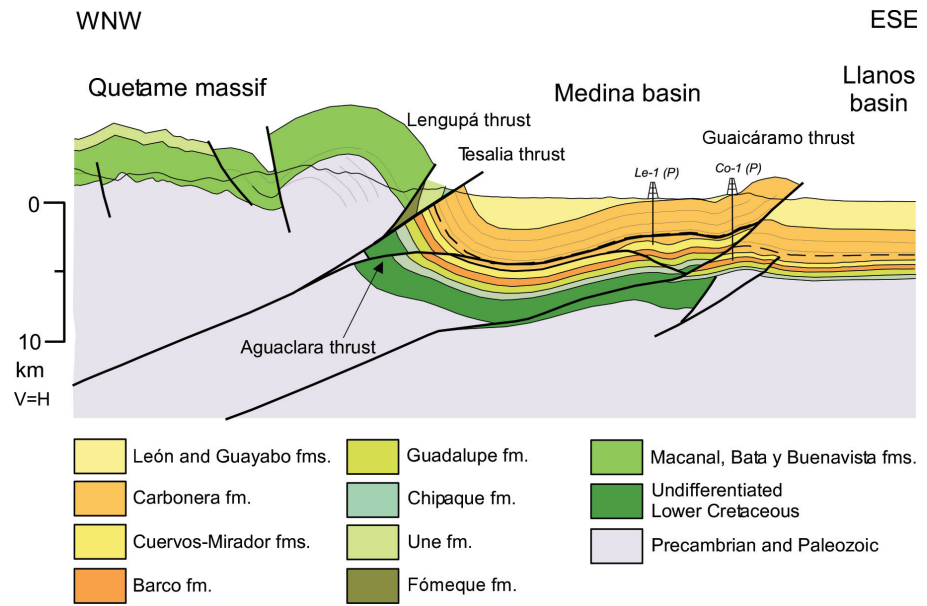 WNW
ESE
Quetame massif
Medina basin
Llanos
basin
Lengupá thrust
Tesalia thrust
Guaicáramo thrust
Le-1 (P)
Co-1 (P)
0
10
km
V=H
Aguaclara thrust
León and Guayabo fms.
Carbonera fm.
Cuervos-Mirador fms.
Barco fm.
Guadalupe fm.
Chipaque fm.
Une fm.
Fómeque fm.
Macanal, Bata y Buenavista fms.
Undifferentiated
Lower Cretaceous
Precambrian and Paleozoic